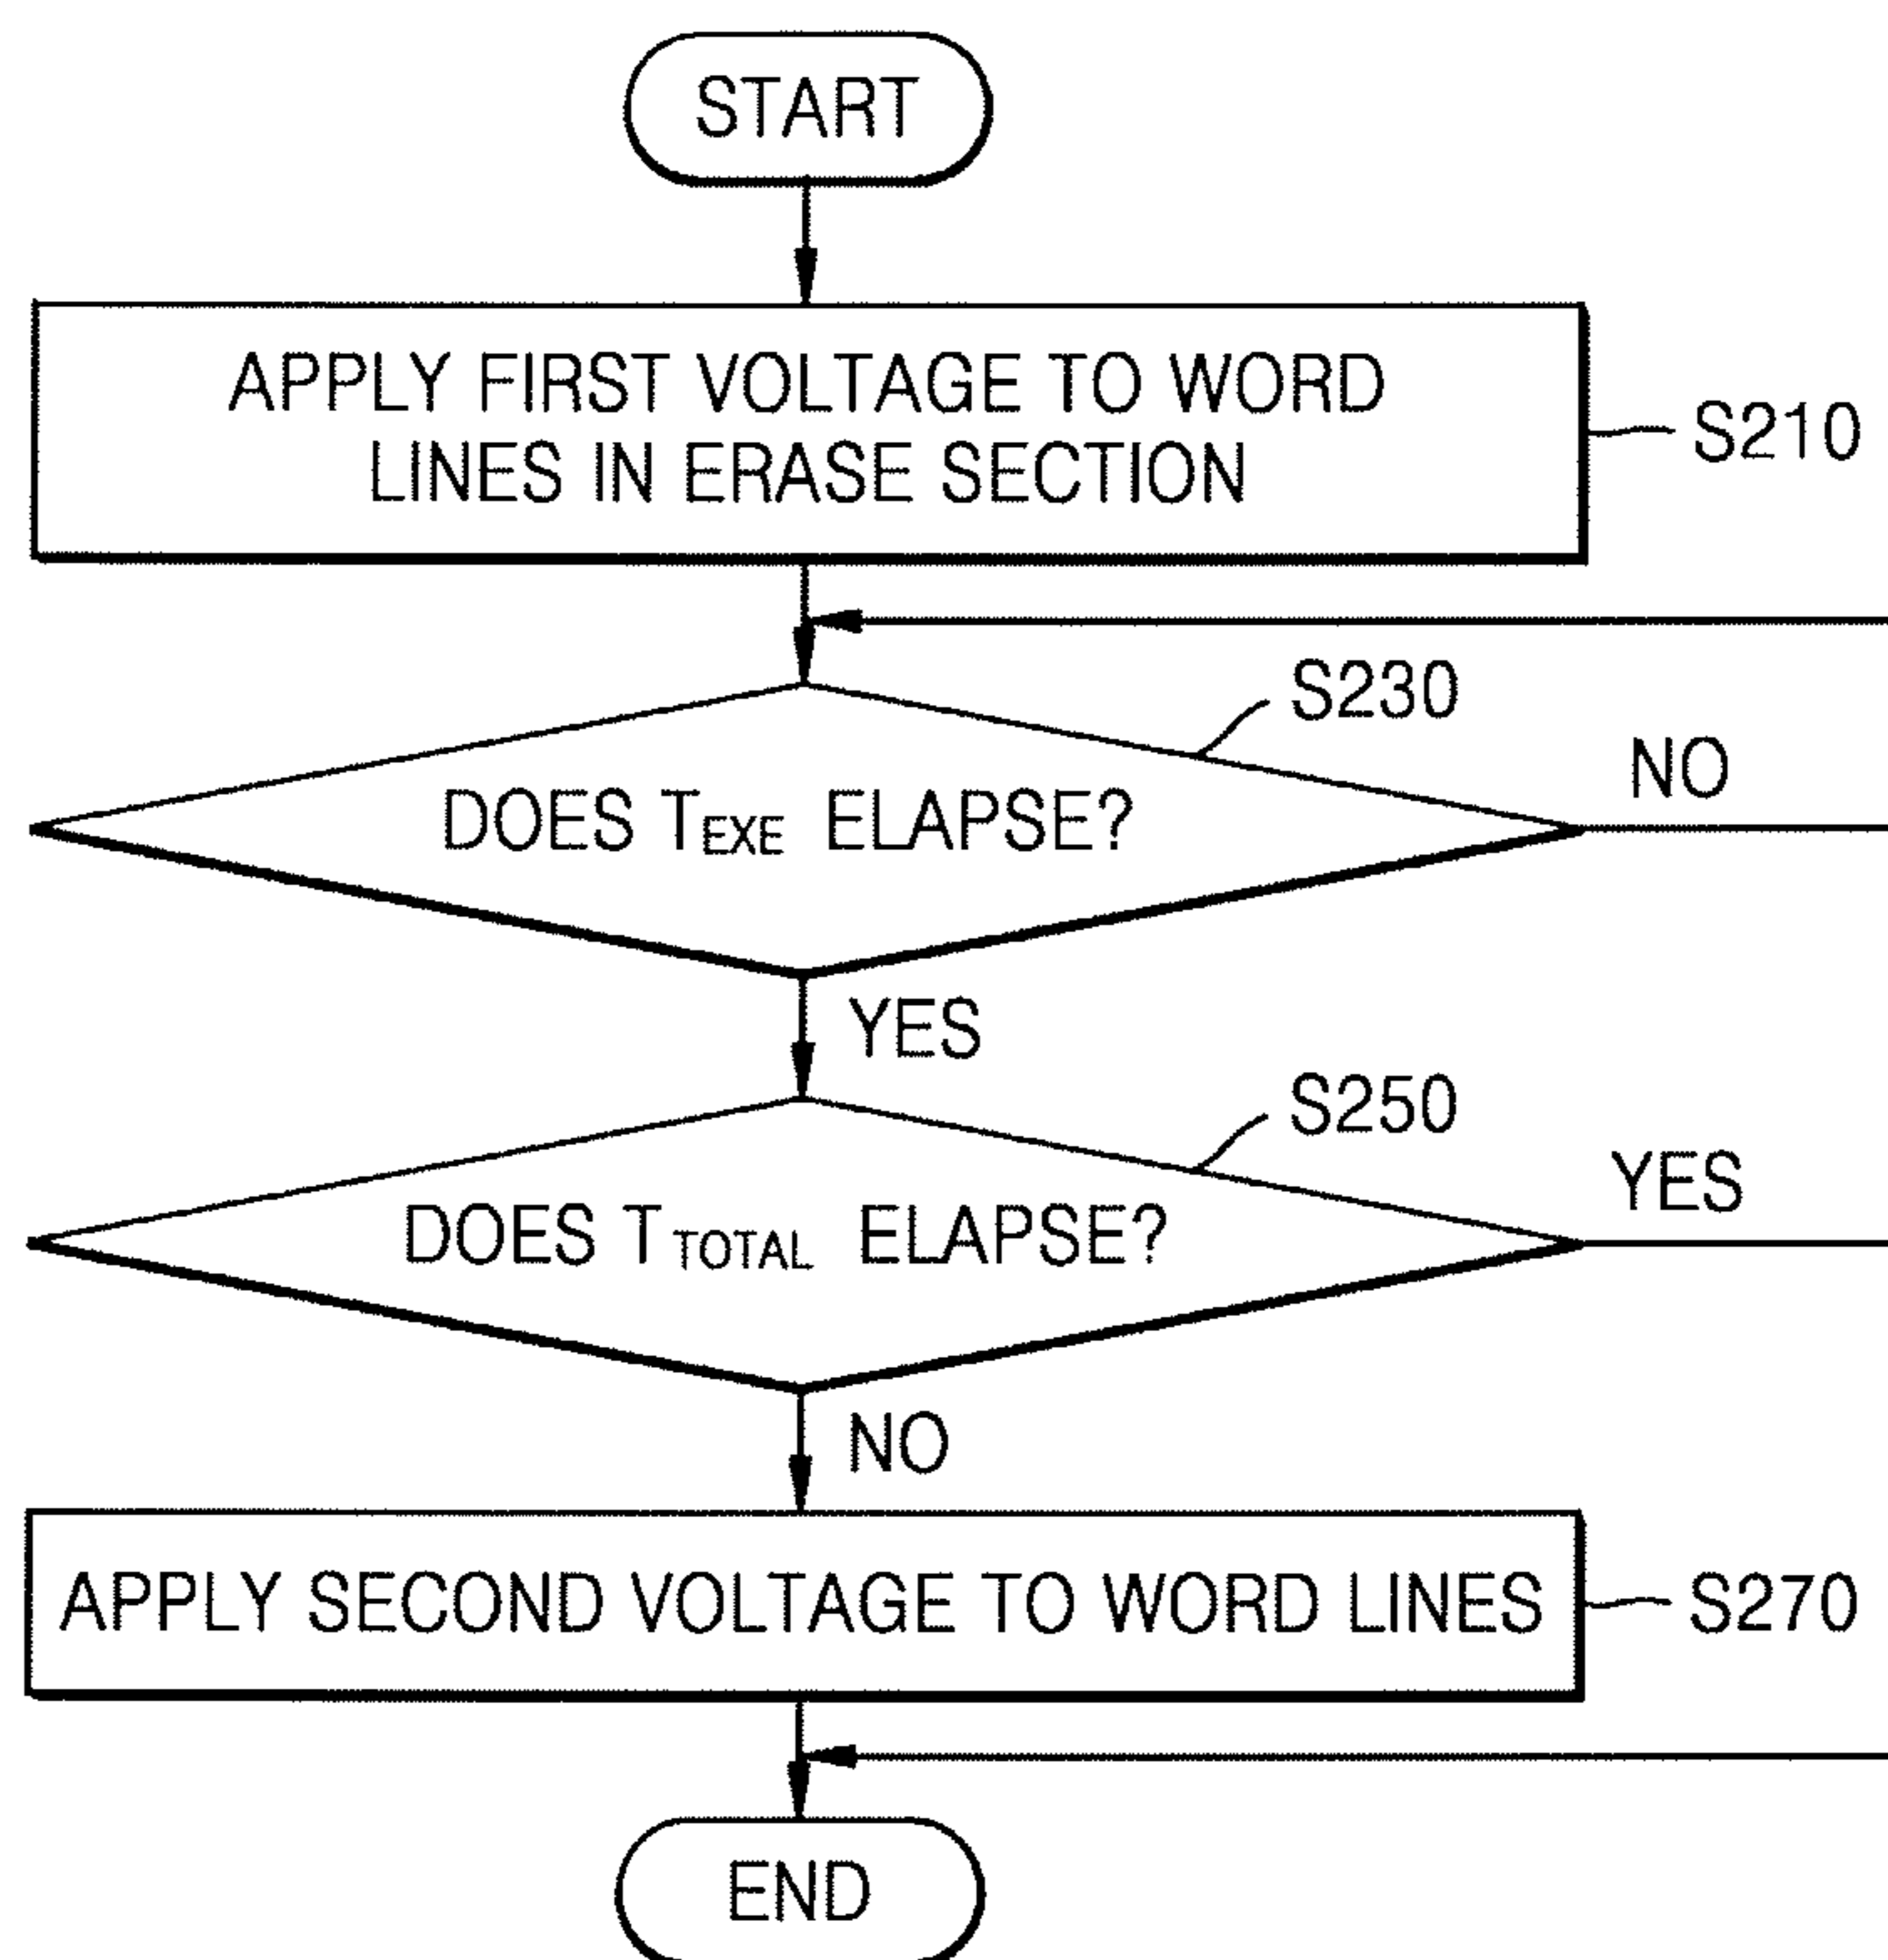 START
APPLY FIRST VOLTAGE TO WORD
LINES IN ERASE SECTION
S210
S230
NO
DOES TEXE ELAPSE?
YES
S250
YES
DOES TTOTAL ELAPSE?
NO
APPLY SECOND VOLTAGE TO WORD LINES
S270
END